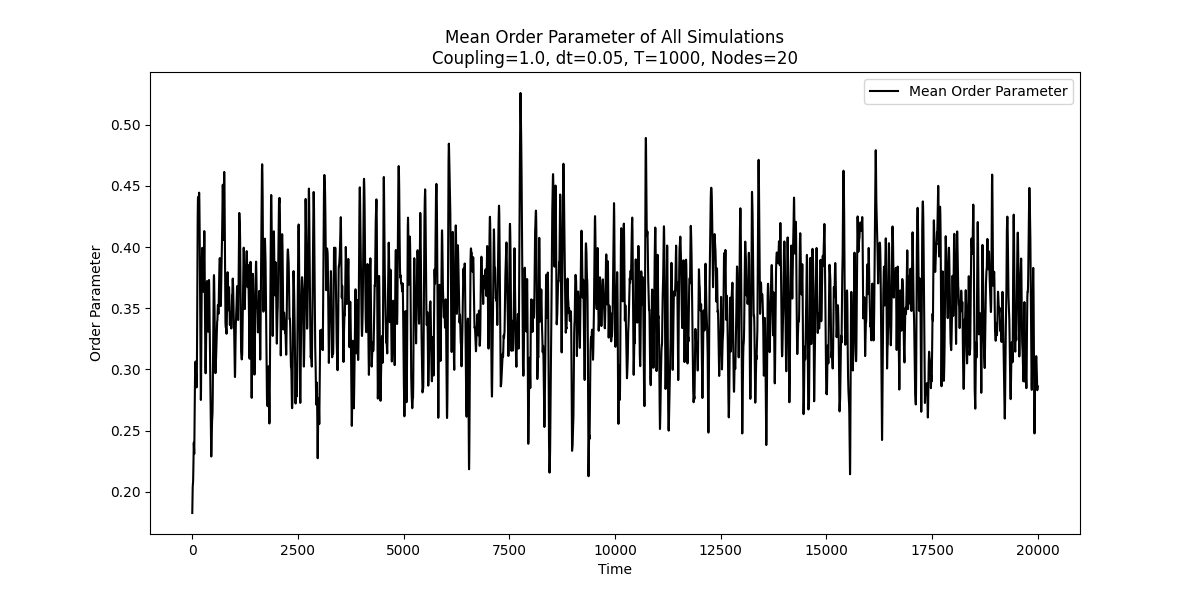 Mean Order Parameter of All Simulations
Coupling=1.0, dt=0.05, T=1000, Nodes=20
Mean Order Parameter
Order Parameter
0.50
0.45
0.40
0.35
0.30
0.25
0.20
0 2500 5000 7500 10000 12500 15000 17500 20000
Time